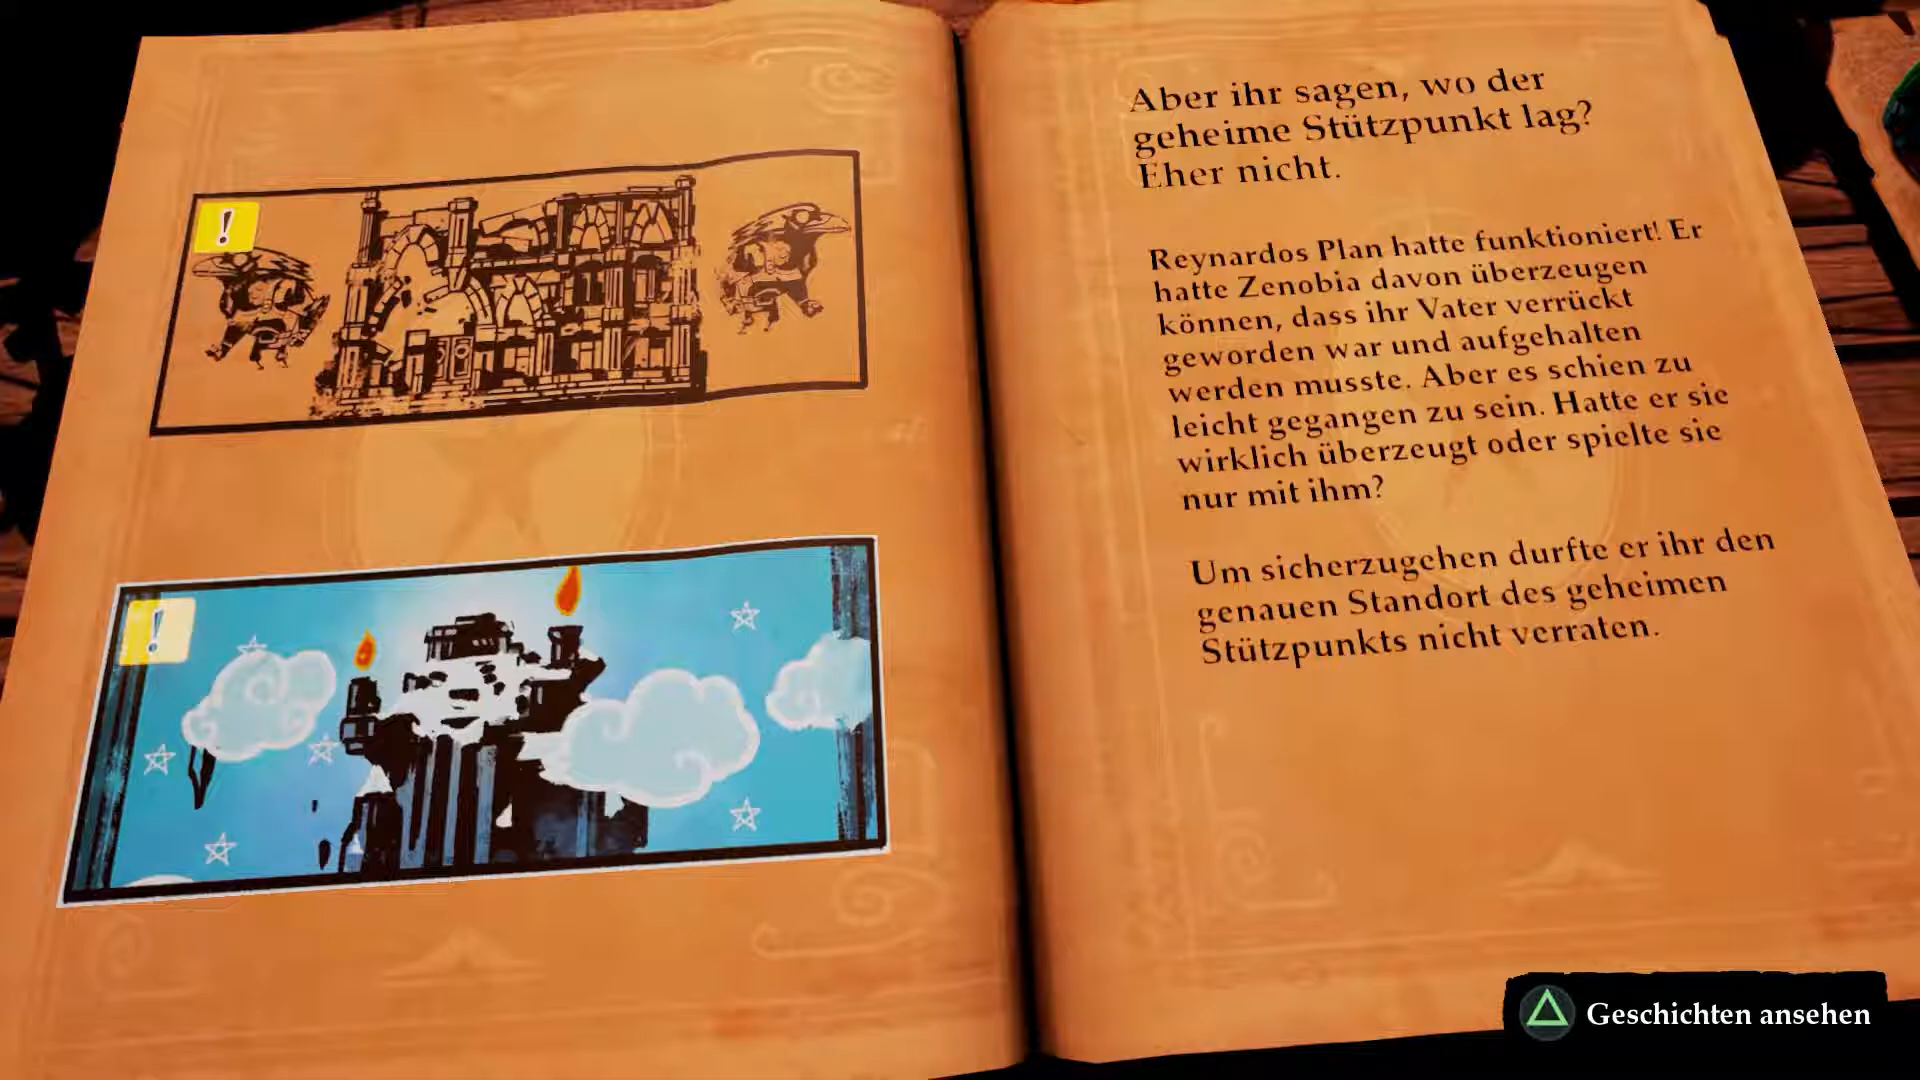 !
!
Aber ihr sagen, wo der
geheime Stützpunkt lag?
Eher nicht.
Reynardos Plan hatte funktioniert! Er
hatte Zenobia davon überzeugen
können, dass ihr Vater verrückt
geworden war und aufgehalten
werden musste. Aber es schien zu
leicht gegangen zu sein. Hatte er sie
wirklich überzeugt oder spielte sie
nur mit ihm?
Um sicherzugehen durfte er ihr den
genauen Standort des geheimen
Stützpunkts nicht verraten.
Geschichten ansehen